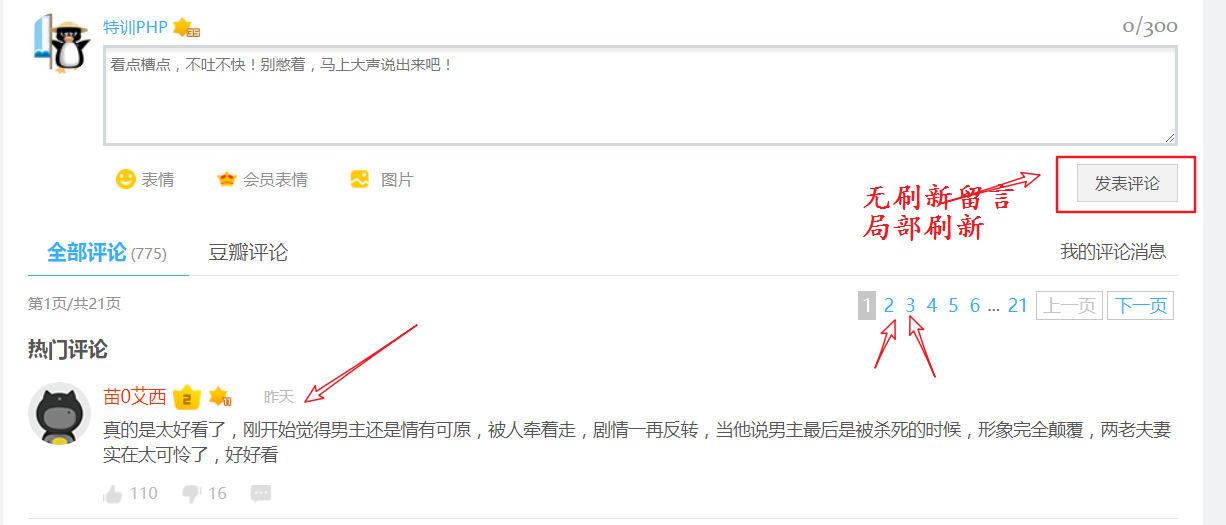 特训PHP 35 0/300
看点槽点，不吐不快！别憋着，马上大声说出来吧！
表情 会员表情 图片 发表评论
无刷新留言
局部刷新
全部评论 (775) 豆瓣评论 我的评论消息
第1页/共21页 1 2 3 4 5 6 ... 21 上一页 下一页
热门评论
苗0艾西 2 昨天
真的是太好看了，刚开始觉得男主还是情有可原，被人牵着走，剧情一再反转，当他说男主最后是被杀死的时候，形象完全颠覆，两老夫妻
实在太可怜了，好好看
110 16